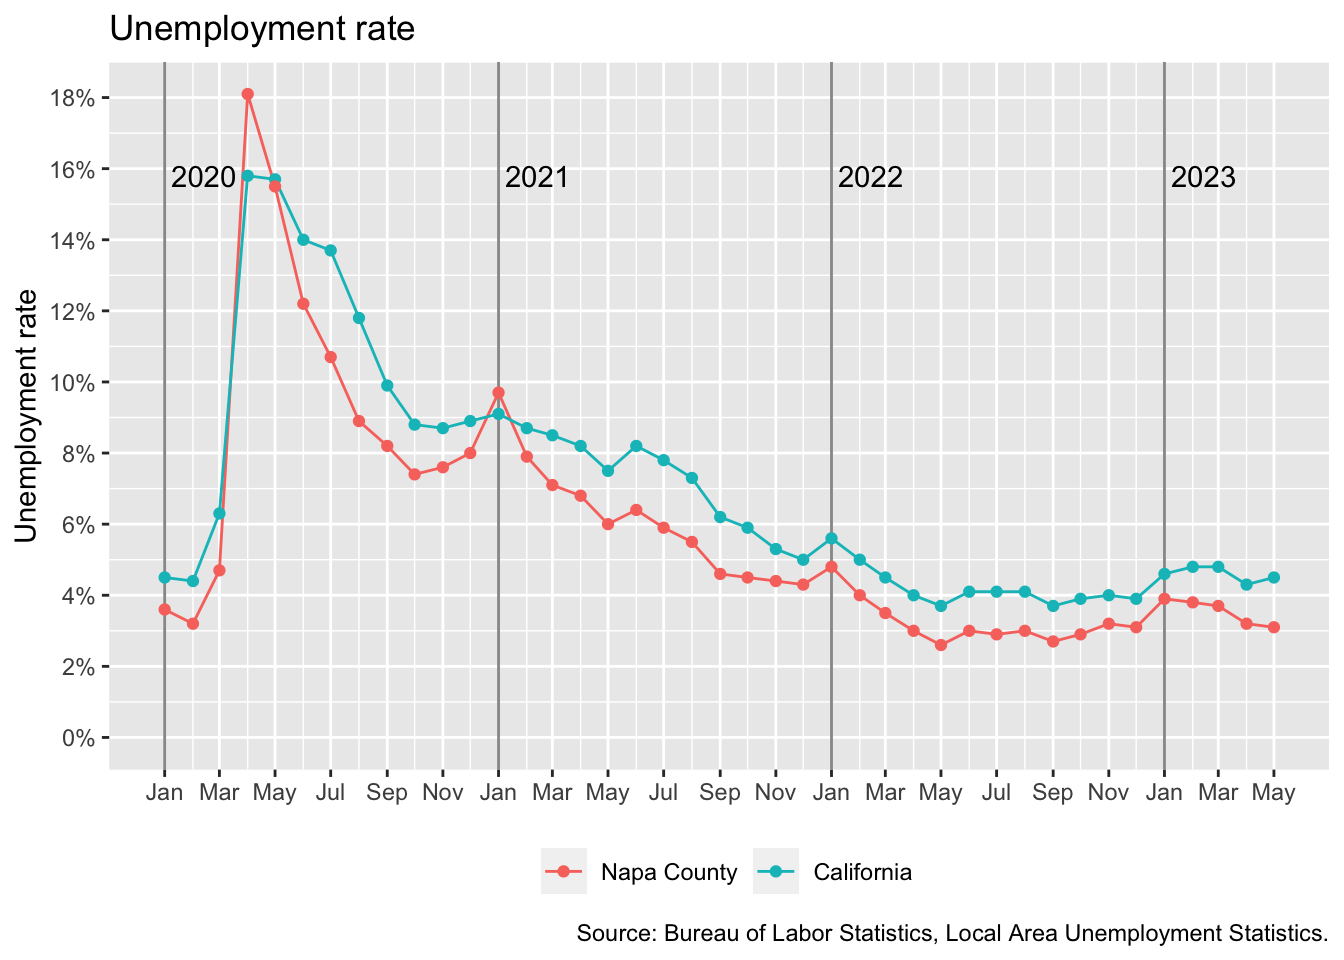 Unemployment rate
Unemployment rate
18%
16%
14%
12%
10%
8%
6%
4%
2%
0%
2020 2021 2022 2023
Jan Mar May Jul Sep Nov Jan Mar May Jul Sep Nov Jan Mar May Jul Sep Nov Jan Mar May
Napa County California
Source: Bureau of Labor Statistics, Local Area Unemployment Statistics.